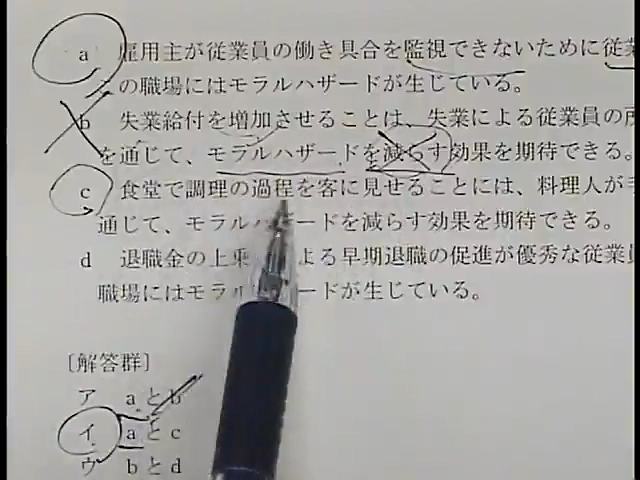 a 雇用主が従業員の働き具合を監視できないために従業
この職場にはモラルハザードが生じている。
b 失業給付を増加させることは、失業による従業員の所
を通じて、モラルハザードを減らす効果を期待できる。
c 食堂で調理の過程を客に見せることには、料理人が手
通じて、モラルハザードを減らす効果を期待できる。
d 退職金の上乗 よる早期退職の促進が優秀な従業員
職場にはモラル ードが生じている。
[解答群]
ア aとb
イ aとc
ウ bとd